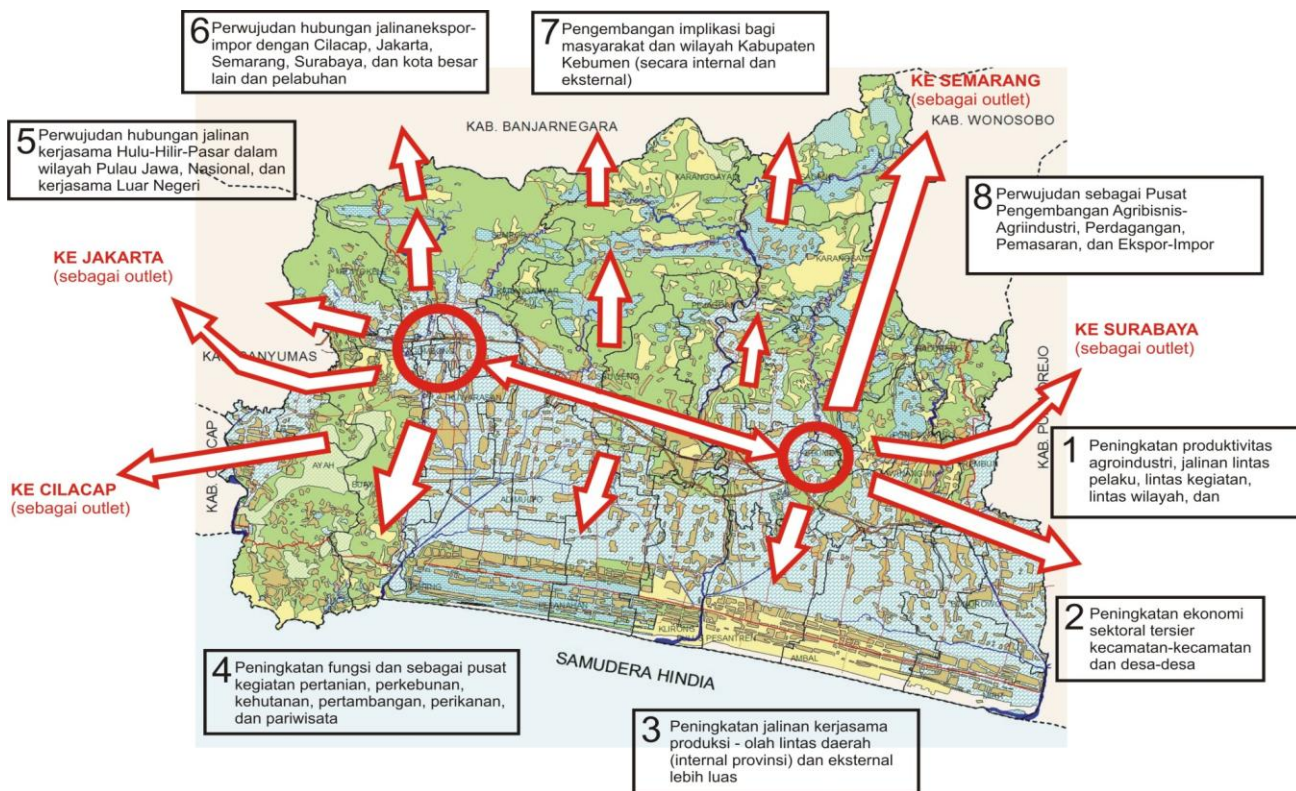 6 Perwujudan hubungan jalinanekspor-
impor dengan Cilacap, Jakarta,
Semarang, Surabaya, dan kota besar
lain dan pelabuhan
7 Pengembangan implikasi bagi
masyarakat dan wilayah Kabupaten
Kebumen (secara internal dan
eksternal)
KE SEMARANG
(sebagai outlet)
KAB. BANJARNEGARA
KAB. WONOSOBO
5 Perwujudan hubungan jalinan
kerjasama Hulu-Hilir-Pasar dalam
wilayah Pulau Jawa, Nasional, dan
kerjasama Luar Negeri
8 Perwujudan sebagai Pusat
Pengembangan Agribisnis-
Agriindustri, Perdagangan,
Pemasaran, dan Ekspor-Impor
KE JAKARTA
(sebagai outlet)
KE SURABAYA
(sebagai outlet)
KE CILACAP
(sebagai outlet)
KAB.
AYAH
AMBAL
SAMUDERA HINDIA
1 Peningkatan produktivitas
agroindustri, jalinan lintas
pelaku, lintas kegiatan,
lintas wilayah, dan
2 Peningkatan ekonomi
sektoral tersier
kecamatan-kecamatan
dan desa-desa
4 Peningkatan fungsi dan sebagai pusat
kegiatan pertanian, perkebunan,
kehutanan, pertambangan, perikanan,
dan pariwisata
3 Peningkatan jalinan kerjasama
produksi - olah lintas daerah
(internal provinsi) dan eksternal
lebih luas